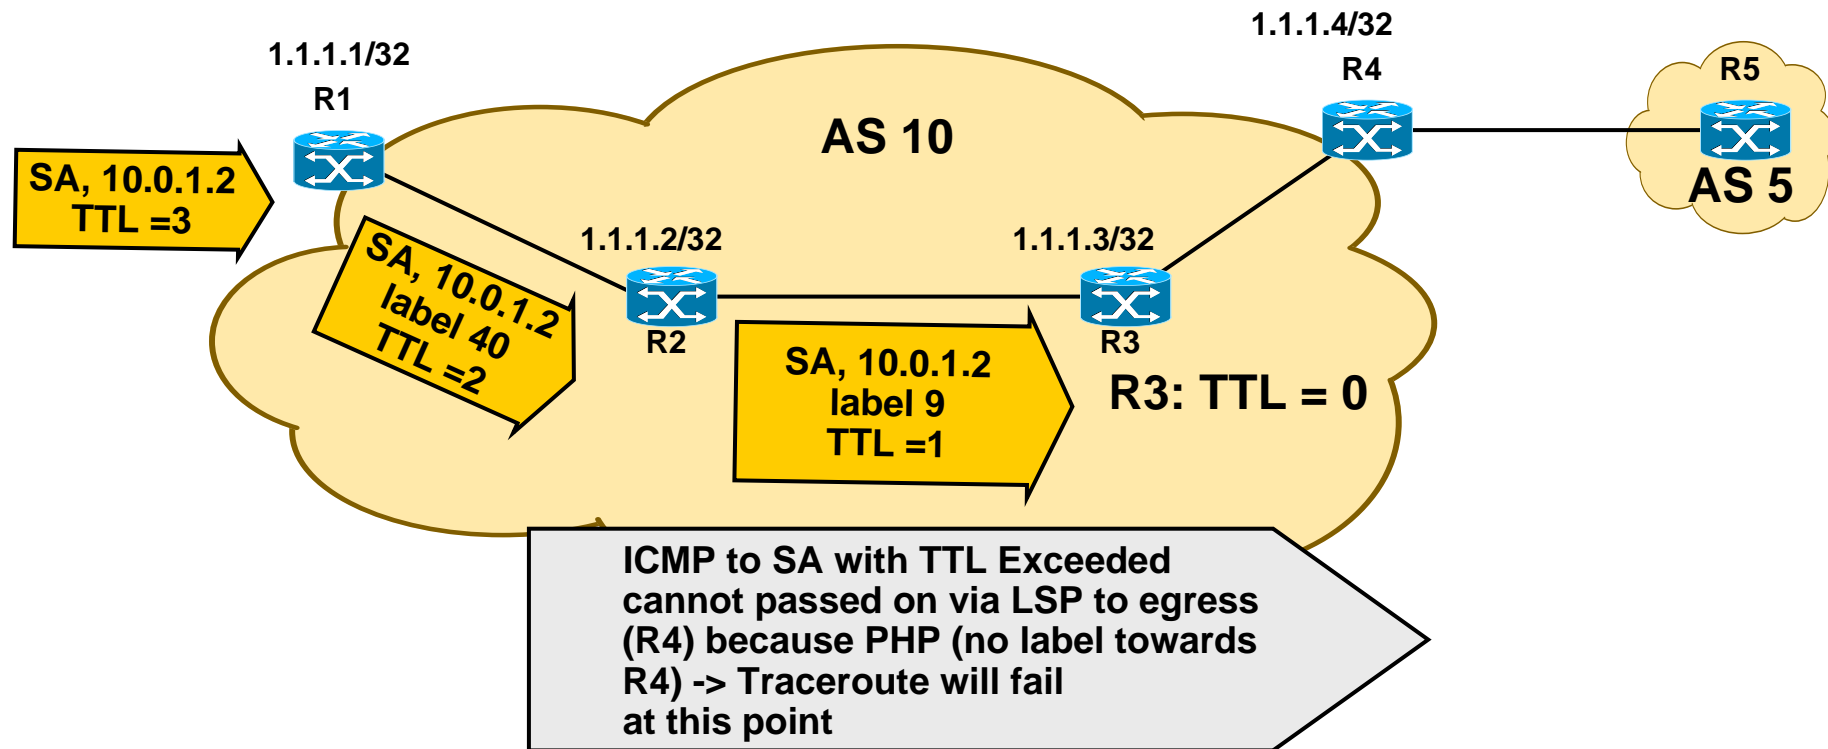 1.1.1.4/32
R4
1.1.1.1/32
R1
R5
AS 10
SA, 10.0.1.2
TTL =3
AS 5
1.1.1.2/32
1.1.1.3/32
SA, 10.0.1.2
label 40
TTL =2
R2
R3
SA, 10.0.1.2
label 9
TTL =1
R3: TTL = 0
ICMP to SA with TTL Exceeded
cannot passed on via LSP to egress
(R4) because PHP (no label towards
R4) -> Traceroute will fail
at this point